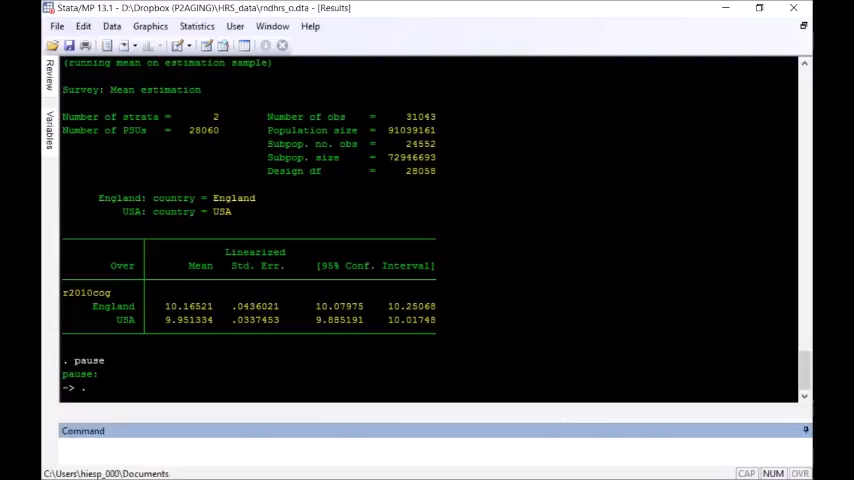 Stata/MP 13.1 - D:\Dropbox (P2AGING)\HRS_data\rndhrs_o.dta - [Results]
File Edit Data Graphics Statistics User Window Help
Review
Variables
(running mean on estimation sample)
Survey: Mean estimation
Number of strata = 2 Number of obs = 31043
Number of PSUs = 28060 Population size = 91039161
Subpop. no. obs = 24552
Subpop. size = 72946693
Design df = 28058
England: country = England
USA: country = USA
Linearized
Over Mean Std. Err. [95% Conf. Interval]
r2010cog
England 10.16521 .0436021 10.07975 10.25068
USA 9.951334 .0337453 9.885191 10.01748
. pause
pause:
-> .
Command
C:\Users\hiesp_000\Documents CAP NUM OVR